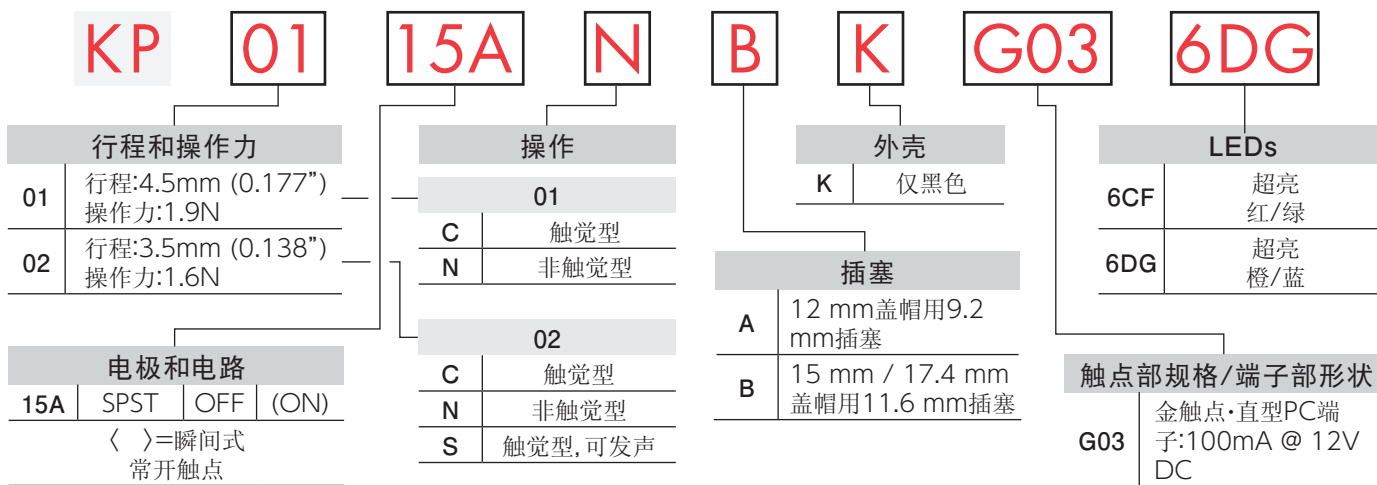 KP 01 15A N B K G03 6DG
行程和操作力
01 行程:4.5mm (0.177”)
操作力:1.9N
02 行程:3.5mm (0.138”)
操作力:1.6N
电极和电路
15A SPST OFF (ON)
〈 〉=瞬间式
常开触点
操作
01
C 触觉型
N 非触觉型
02
C 触觉型
N 非触觉型
S 触觉型,可发声
插塞
A 12 mm盖帽用9.2
mm插塞
B 15 mm / 17.4 mm
盖帽用11.6 mm插塞
外壳
K 仅黑色
LEDs
6CF 超亮
红/绿
6DG 超亮
橙/蓝
触点部规格/端子部形状
G03 金触点·直型PC端
子:100mA @ 12V
DC